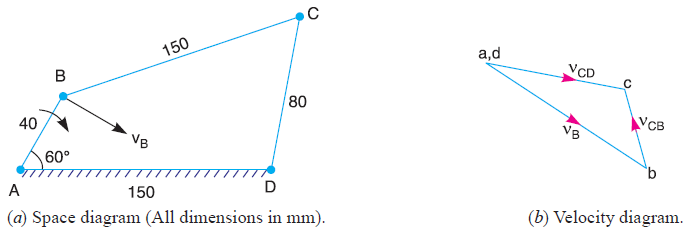 C
150
B
40
v_B
80
60°
A
150
D
(a) Space diagram (All dimensions in mm).
a,d
v_CD
c
v_B
v_CB
b
(b) Velocity diagram.